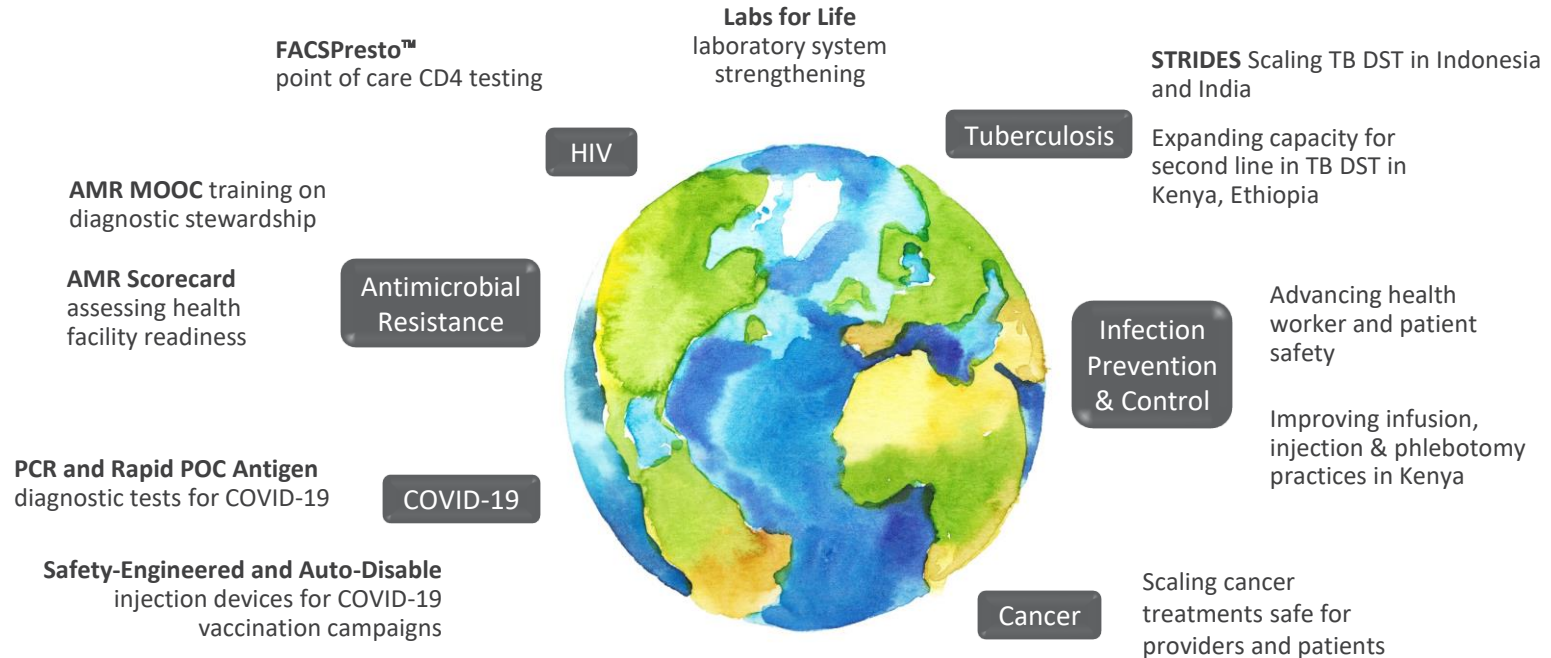 Labs for Life
laboratory system
strengthening
FACSPresto™
point of care CD4 testing
HIV
STRIDES Scaling TB DST in Indonesia
and India
Tuberculosis
Expanding capacity for
second line in TB DST in
Kenya, Ethiopia
AMR MOOC training on
diagnostic stewardship
AMR Scorecard
assessing health
facility readiness
Antimicrobial
Resistance
Infection
Prevention
& Control
Advancing health
worker and patient
safety
Improving infusion,
injection & phlebotomy
practices in Kenya
PCR and Rapid POC Antigen
diagnostic tests for COVID-19
COVID-19
Safety-Engineered and Auto-Disable
injection devices for COVID-19
vaccination campaigns
Cancer
Scaling cancer
treatments safe for
providers and patients